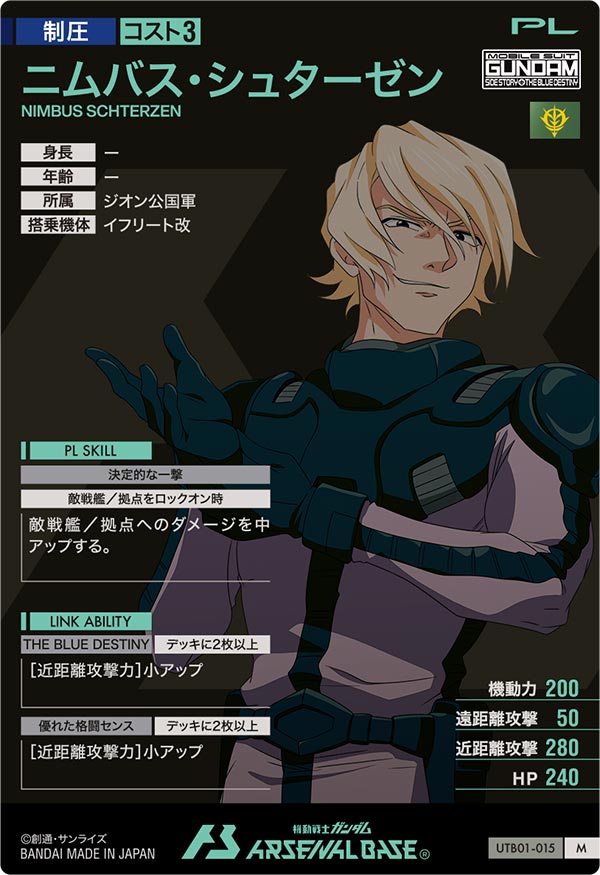 制圧 コスト3 PL
ニムバス・シュターゼン
NIMBUS SCHTERZEN
MOBILE SUIT
GUNDAM
SIDE STORY THE BLUE DESTINY
身長 ー
年齢 ー
所属 ジオン公国軍
搭乗機体 イフリート改
PL SKILL
決定的な一撃
敵戦艦／拠点をロックオン時
敵戦艦／拠点へのダメージを中
アップする。
LINK ABILITY
THE BLUE DESTINY デッキに2枚以上
[近距離攻撃力]小アップ
優れた格闘センス デッキに2枚以上
[近距離攻撃力]小アップ
機動力 200
遠距離攻撃 50
近距離攻撃 280
HP 240
©創通・サンライズ
BANDAI MADE IN JAPAN
機動戦士ガンダム
AB ARSENAL BASE®
UTB01-015 M